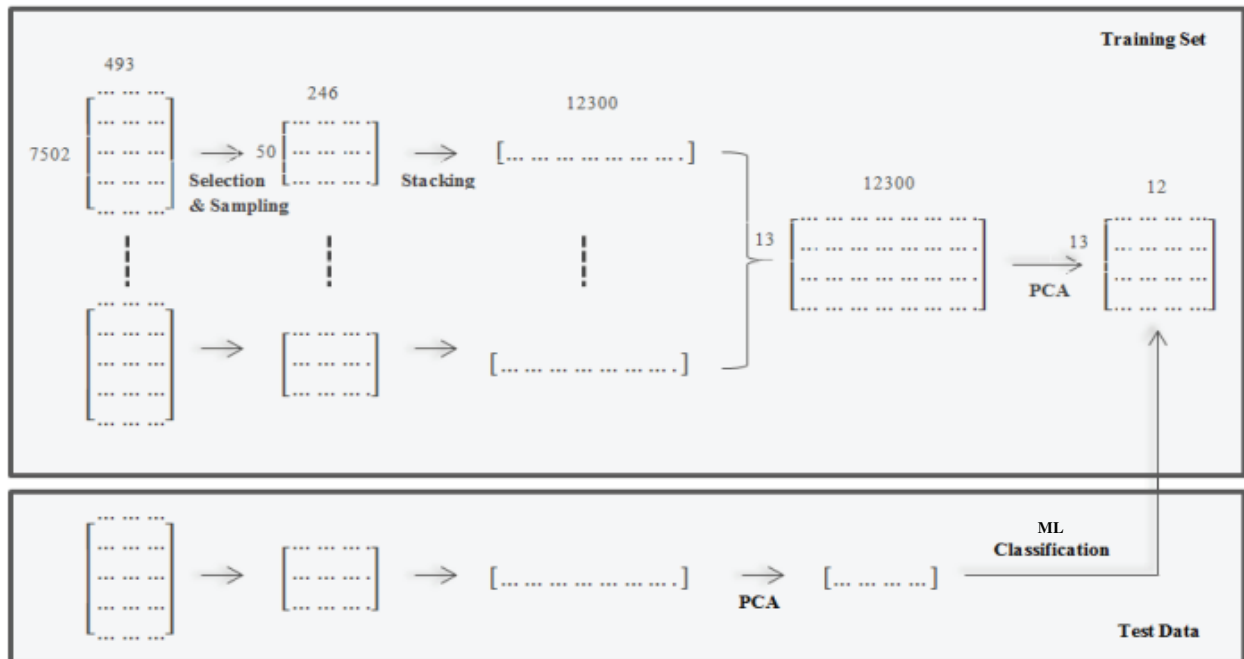 Training Set
493
246
12300
7502
50
[... ... ... ... ... ... .]
Selection
& Sampling
Stacking
12300
12
13
13
PCA
[... ... ... ... ... ... .]
ML
Classification
[... ... ... ... ... ... .]
[... ... ... ...]
PCA
Test Data